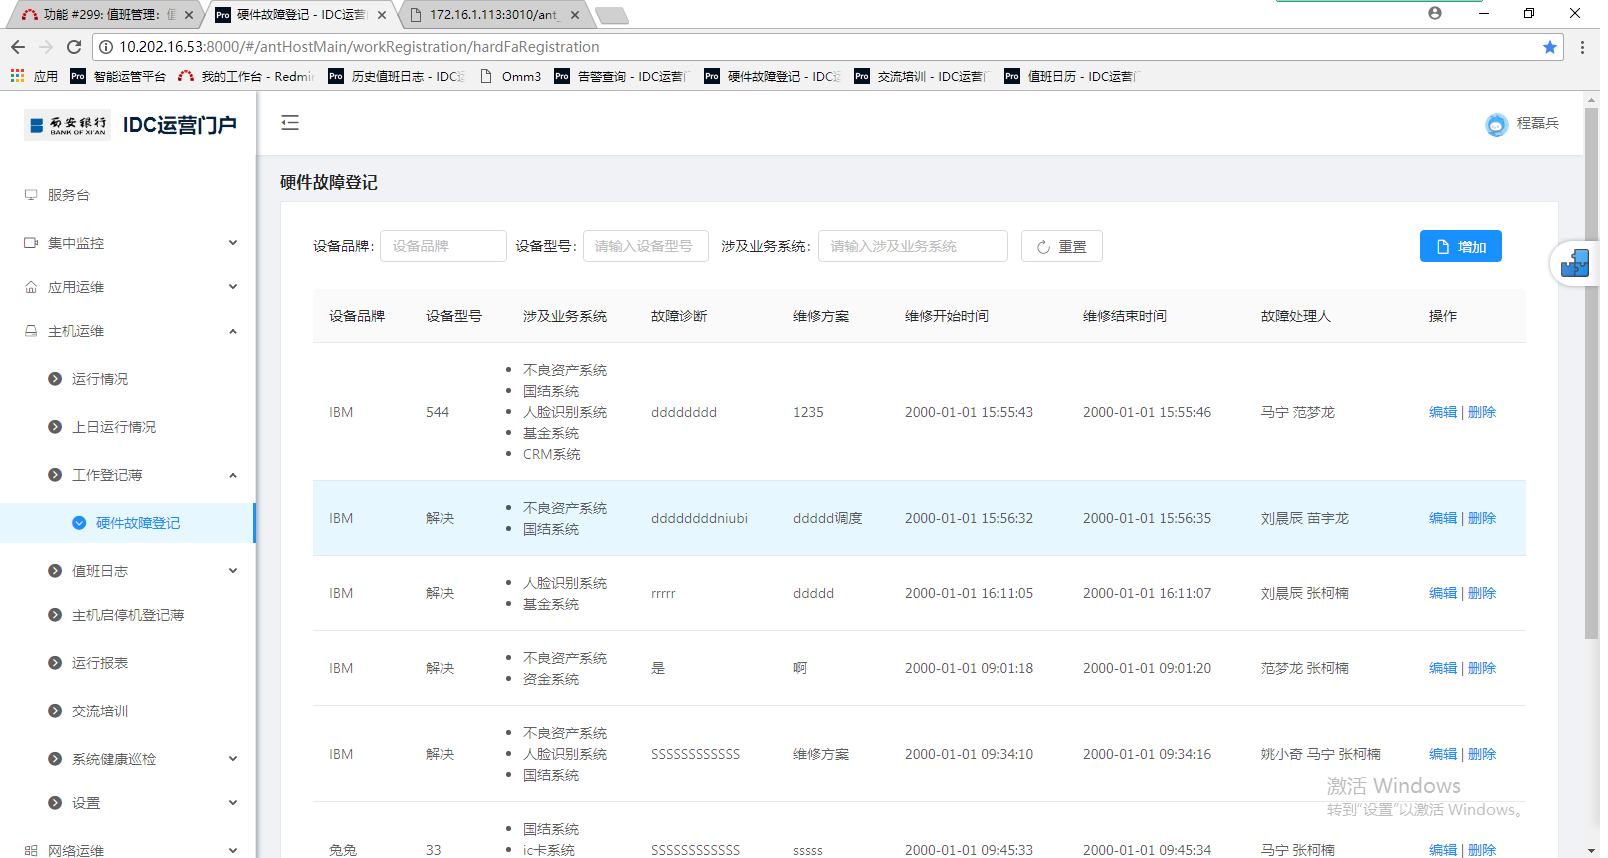 功能 #299: 值班管理：
硬件故障登记 - IDC运营
172.16.1.113:3010/ant_
10.202.16.53:8000/#/antHostMain/workRegistration/hardFaRegistration
应用
Pro 智能运管平台
我的工作台 - Redmin
Pro 历史值班日志 - IDC
Omm3
Pro 告警查询 - IDC运营
Pro 硬件故障登记 - IDC
Pro 交流培训 - IDC运营
Pro 值班日历 - IDC运营
西安银行
BANK OF XI'AN
IDC运营门户
程磊兵
服务台
集中监控
应用运维
主机运维
运行情况
上日运行情况
工作登记薄
硬件故障登记
值班日志
主机启停机登记薄
运行报表
交流培训
系统健康巡检
设置
网络运维
硬件故障登记
设备品牌: 设备品牌 设备型号: 请输入设备型号 涉及业务系统: 请输入涉及业务系统 重置 增加
设备品牌 设备型号 涉及业务系统 故障诊断 维修方案 维修开始时间 维修结束时间 故障处理人 操作
不良资产系统
国结系统
IBM 544 人脸识别系统 dddddddd 1235 2000-01-01 15:55:43 2000-01-01 15:55:46 马宁 范梦龙 编辑 | 删除
基金系统
CRM系统
不良资产系统
IBM 解决 ddddddddniubi ddddd调度 2000-01-01 15:56:32 2000-01-01 15:56:35 刘晨辰 苗宇龙 编辑 | 删除
国结系统
人脸识别系统
IBM 解决 rrrrr ddddd 2000-01-01 16:11:05 2000-01-01 16:11:07 刘晨辰 张柯楠 编辑 | 删除
基金系统
不良资产系统
IBM 解决 是 啊 2000-01-01 09:01:18 2000-01-01 09:01:20 范梦龙 张柯楠 编辑 | 删除
资金系统
不良资产系统
IBM 解决 人脸识别系统 SSSSSSSSSSSS 维修方案 2000-01-01 09:34:10 2000-01-01 09:34:16 姚小奇 马宁 张柯楠 编辑 | 删除
国结系统
国结系统
兔兔 33 ic卡系统 SSSSSSSSSSSS sssss 2000-01-01 09:45:33 2000-01-01 09:45:34 马宁 张柯楠 编辑 | 删除
激活 Windows
转到"设置"以激活 Windows。